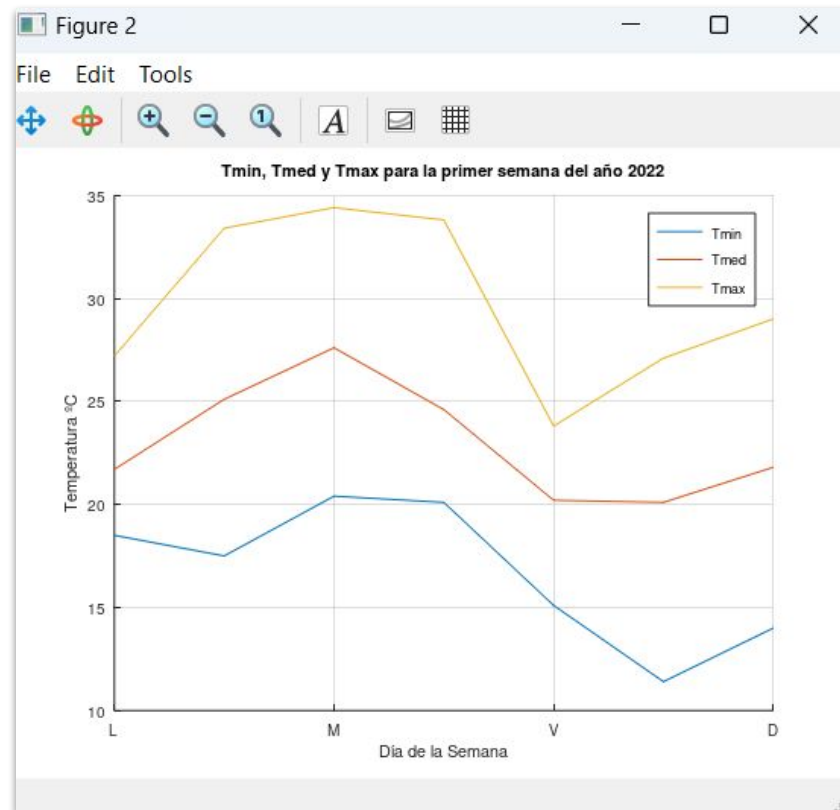 Figure 2
File Edit Tools
1 A
Tmin, Tmed y Tmax para la primer semana del año 2022
35
30
25
20
15
10
Temperatura ºC
Tmin
Tmed
Tmax
L M V D
Día de la Semana